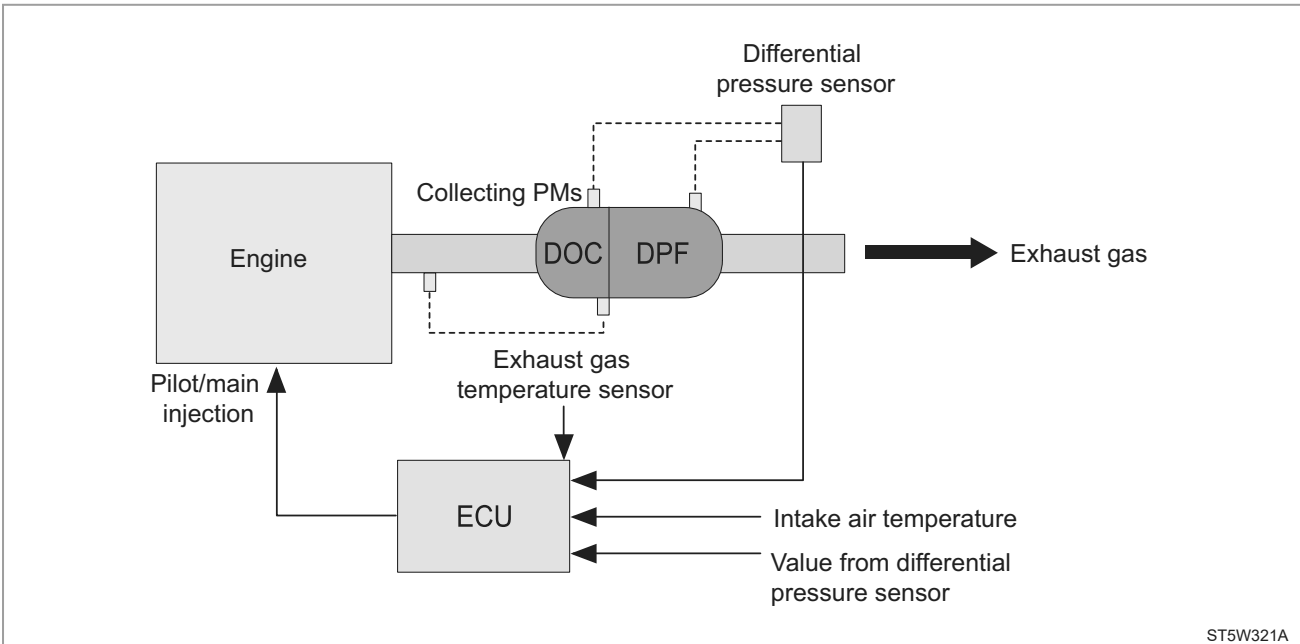 Differential
pressure sensor
Collecting PMs
Engine
DOC
DPF
Exhaust gas
Pilot/main
injection
Exhaust gas
temperature sensor
ECU
Intake air temperature
Value from differential
pressure sensor
ST5W321A